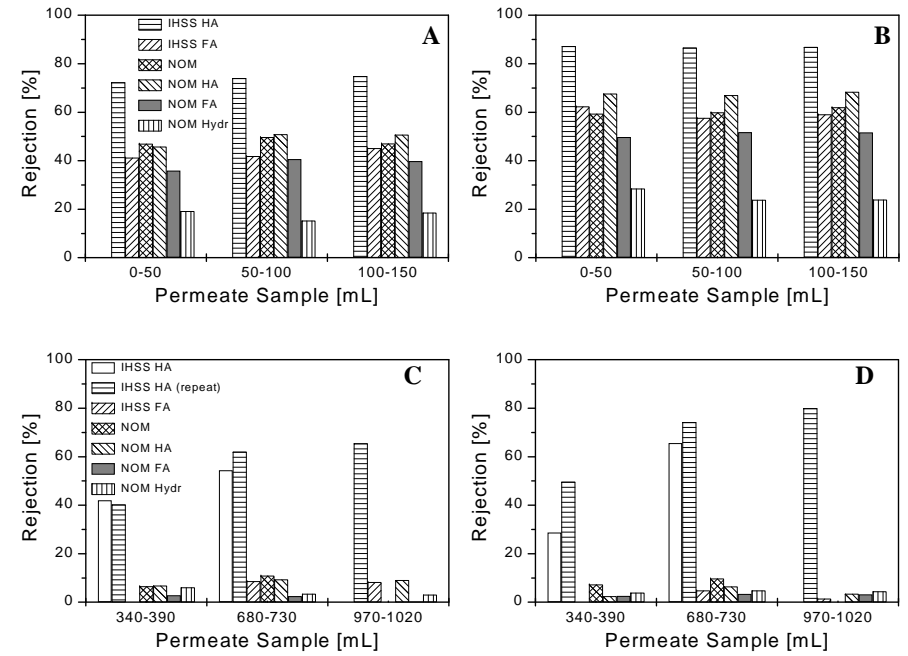 100
80
60
40
20
0
Rejection [%]
IHSS HA
IHSS FA
NOM
NOM HA
NOM FA
NOM Hydr
A
0-50
50-100
100-150
Permeate Sample [mL]
100
80
60
40
20
0
Rejection [%]
B
0-50
50-100
100-150
Permeate Sample [mL]
100
80
60
40
20
0
Rejection [%]
IHSS HA
IHSS HA (repeat)
IHSS FA
NOM
NOM HA
NOM FA
NOM Hydr
C
340-390
680-730
970-1020
Permeate Sample [mL]
100
80
60
40
20
0
Rejection [%]
D
340-390
680-730
970-1020
Permeate Sample [mL]